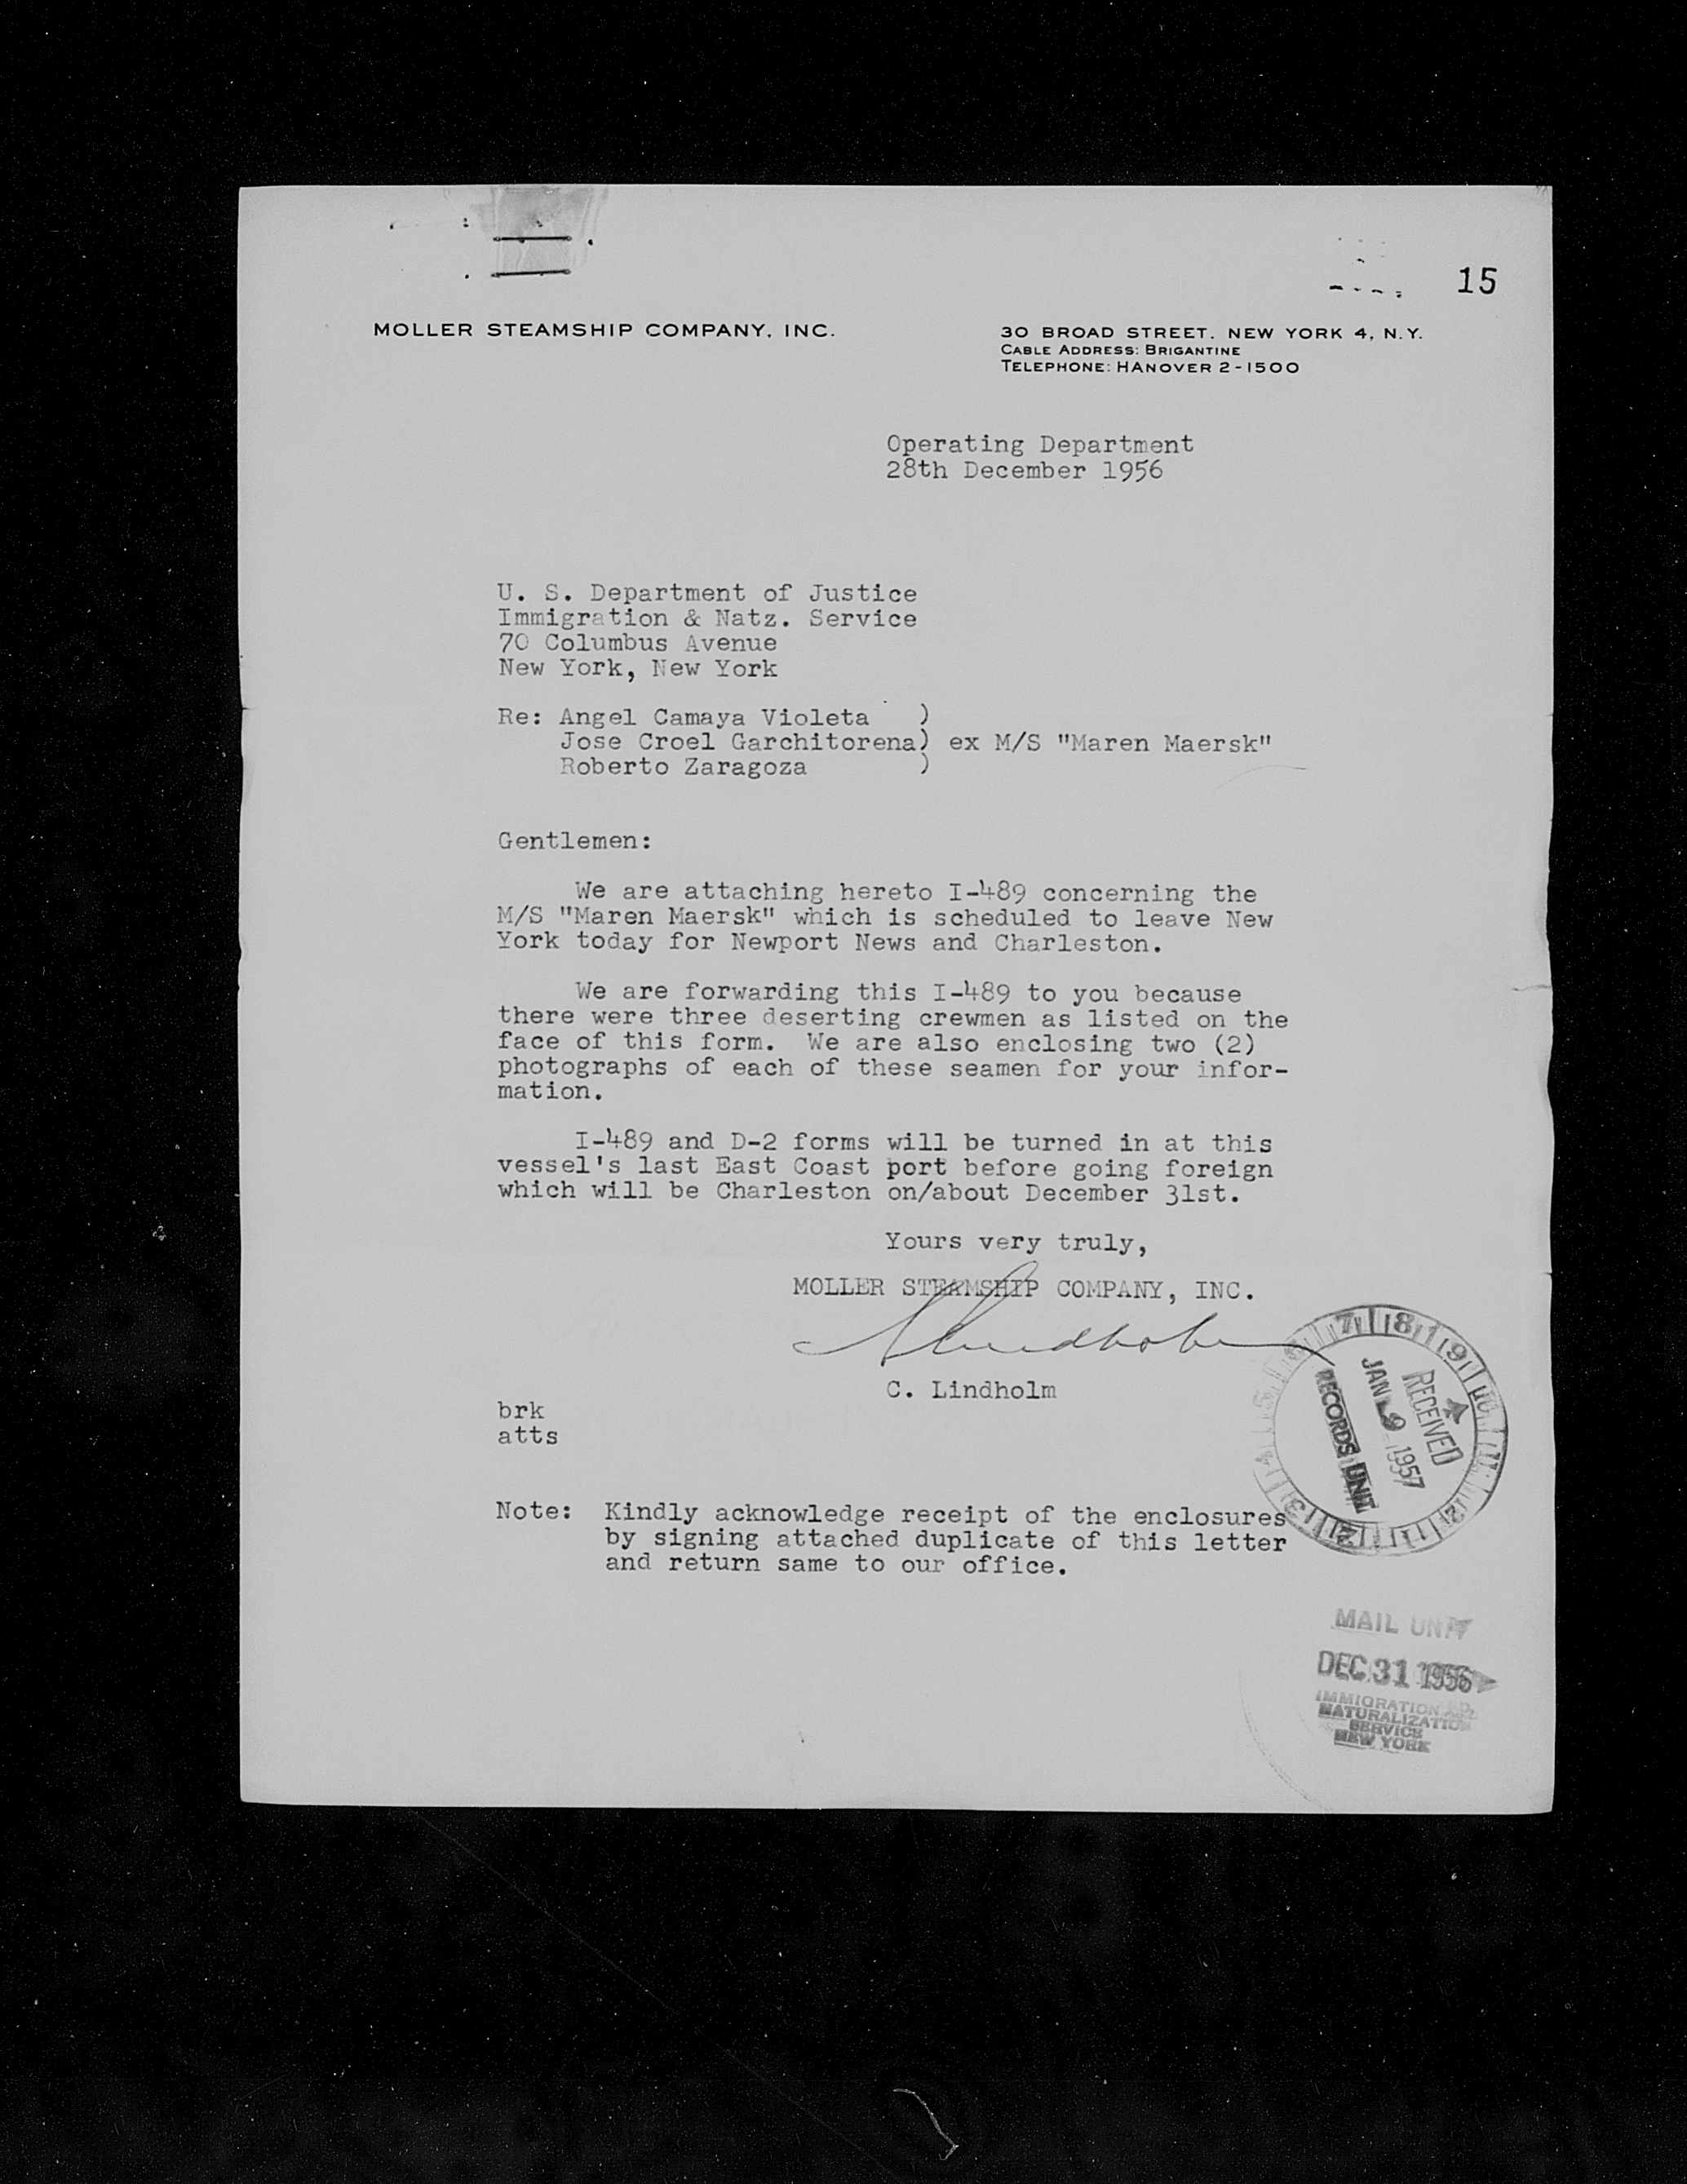 15
MOLLER STEAMSHIP COMPANY, INC.
30 BROAD STREET, NEW YORK 4, N.Y.
CABLE ADDRESS: BRIGANTINE
TELEPHONE: HANOVER 2-1500
Operating Department
28th December 1956
U. S. Department of Justice
Immigration & Natz. Service
70 Columbus Avenue
New York, New York
Re: Angel Camaya Violeta )
Jose Croel Garchitorena) ex M/S "Maren Maersk"
Roberto Zaragoza )
Gentlemen:
We are attaching hereto I-489 concerning the
M/S "Maren Maersk" which is scheduled to leave New
York today for Newport News and Charleston.
We are forwarding this I-489 to you because
there were three deserting crewmen as listed on the
face of this form. We are also enclosing two (2)
photographs of each of these seamen for your infor-
mation.
I-489 and D-2 forms will be turned in at this
vessel's last East Coast port before going foreign
which will be Charleston on/about December 31st.
Yours very truly,
MOLLER STEAMSHIP COMPANY, INC.
C. Lindholm
brk
atts
Note: Kindly acknowledge receipt of the enclosures
by signing attached duplicate of this letter
and return same to our office.
RECEIVED
JAN 9 1957
RECORDS UNIT
MAIL UNIT
DEC 31 1956
IMMIGRATION
NATURALIZATION
SERVICE
NEW YORK